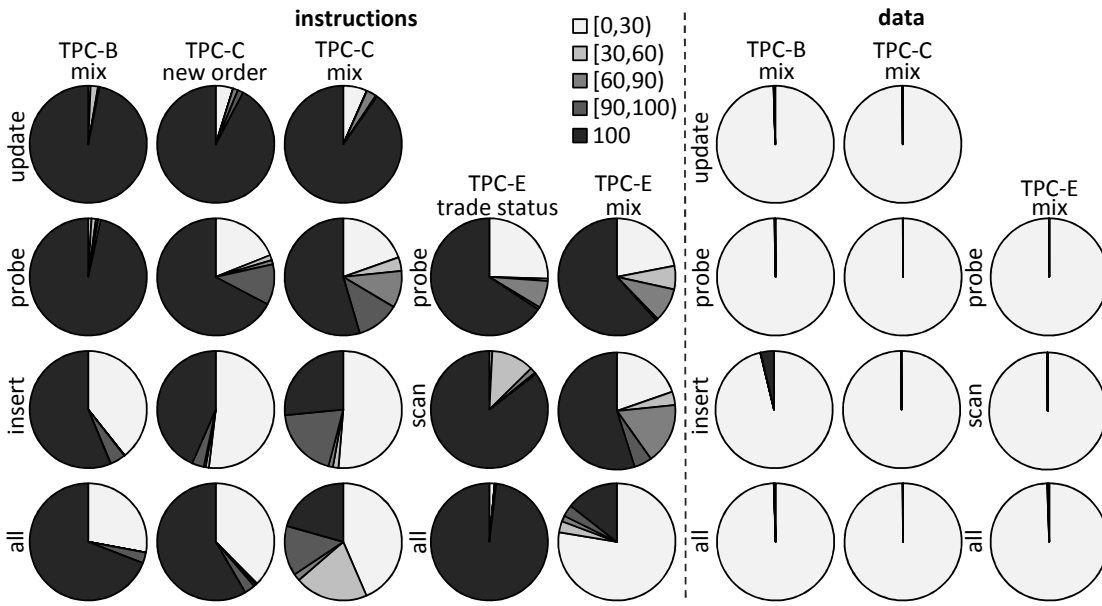 instructions
data
[0,30)
[30,60)
[60,90)
[90,100)
100
TPC-B
mix
TPC-C
new order
TPC-C
mix
TPC-B
mix
TPC-C
mix
update
update
TPC-E
trade status
TPC-E
mix
TPC-E
mix
probe
probe
probe
probe
insert
scan
insert
scan
all
all
all
all